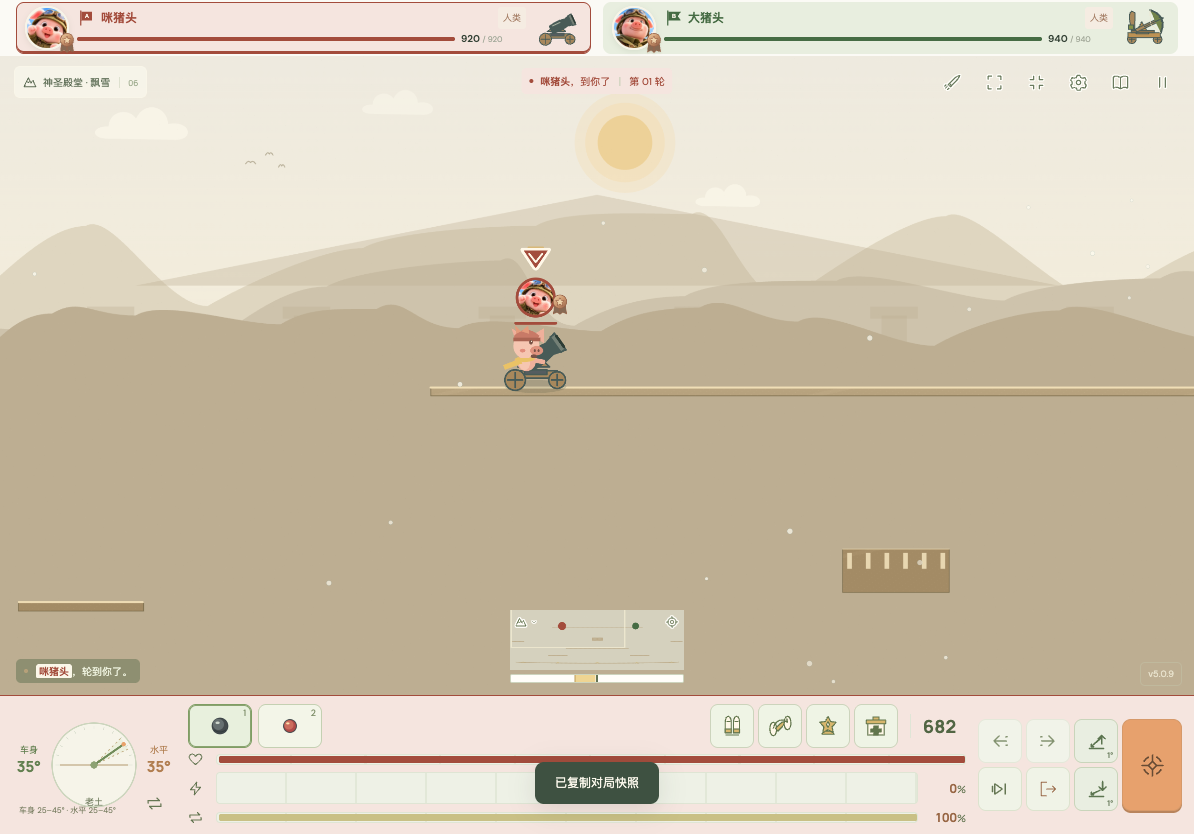 A 咪猪头 人类
920 / 920
B 大猪头 人类
940 / 940
神圣殿堂 · 飘雪 06
咪猪头，到你了 第 01 轮
咪猪头，轮到你了。
v5.0.9
车身
35°
水平
35°
老土
车身 25–45° · 水平 25–45°
1
2
682
0%
100%
已复制对局快照
1°
1°